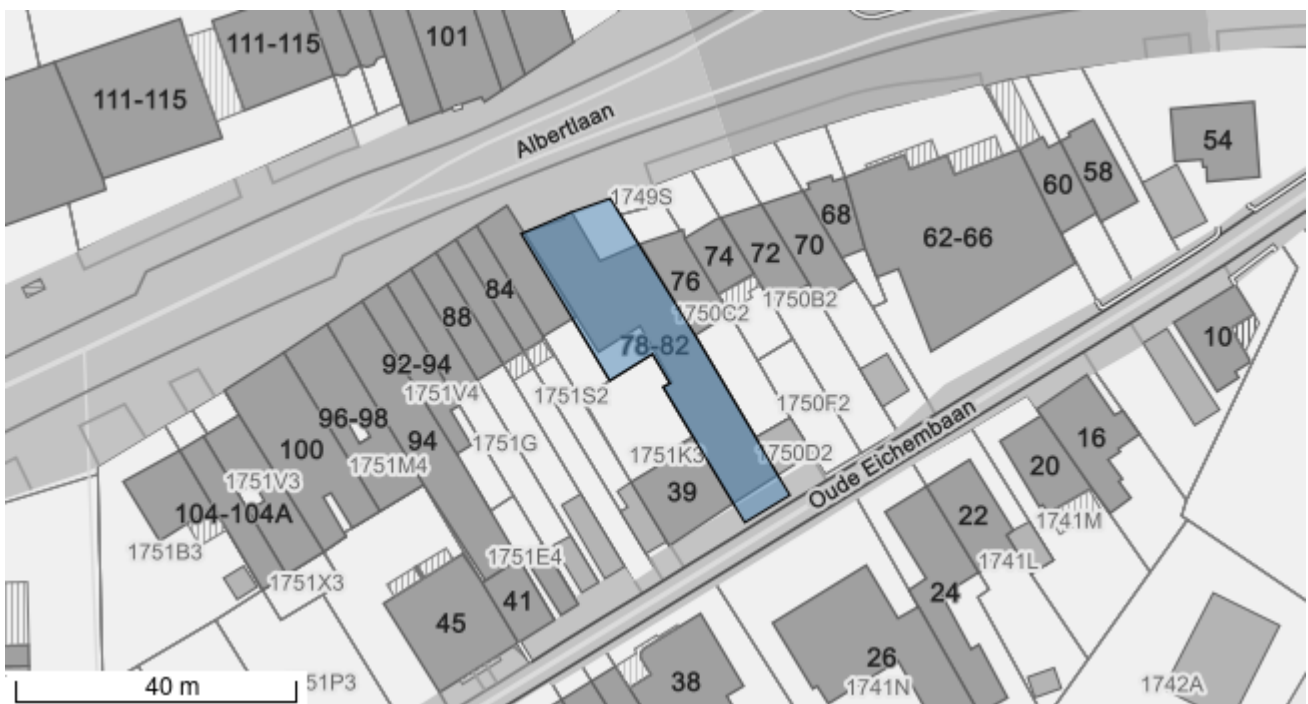 111-115
101
111-115
Albertlaan
54
58
60
1749S
68
62-66
74
72
70
76
84
88
1750C2
1750B2
10
78-82
92-94
1751V4
1751S2
96-98
94
1751G
1750F2
16
100
1751M4
1751K3
1750D2
Oude Eichembaan
20
1751V3
39
104-104A
22
1741M
1751B3
1751E4
1741L
1751X3
24
41
45
26
38
1741N
1742A
51P3
40 m